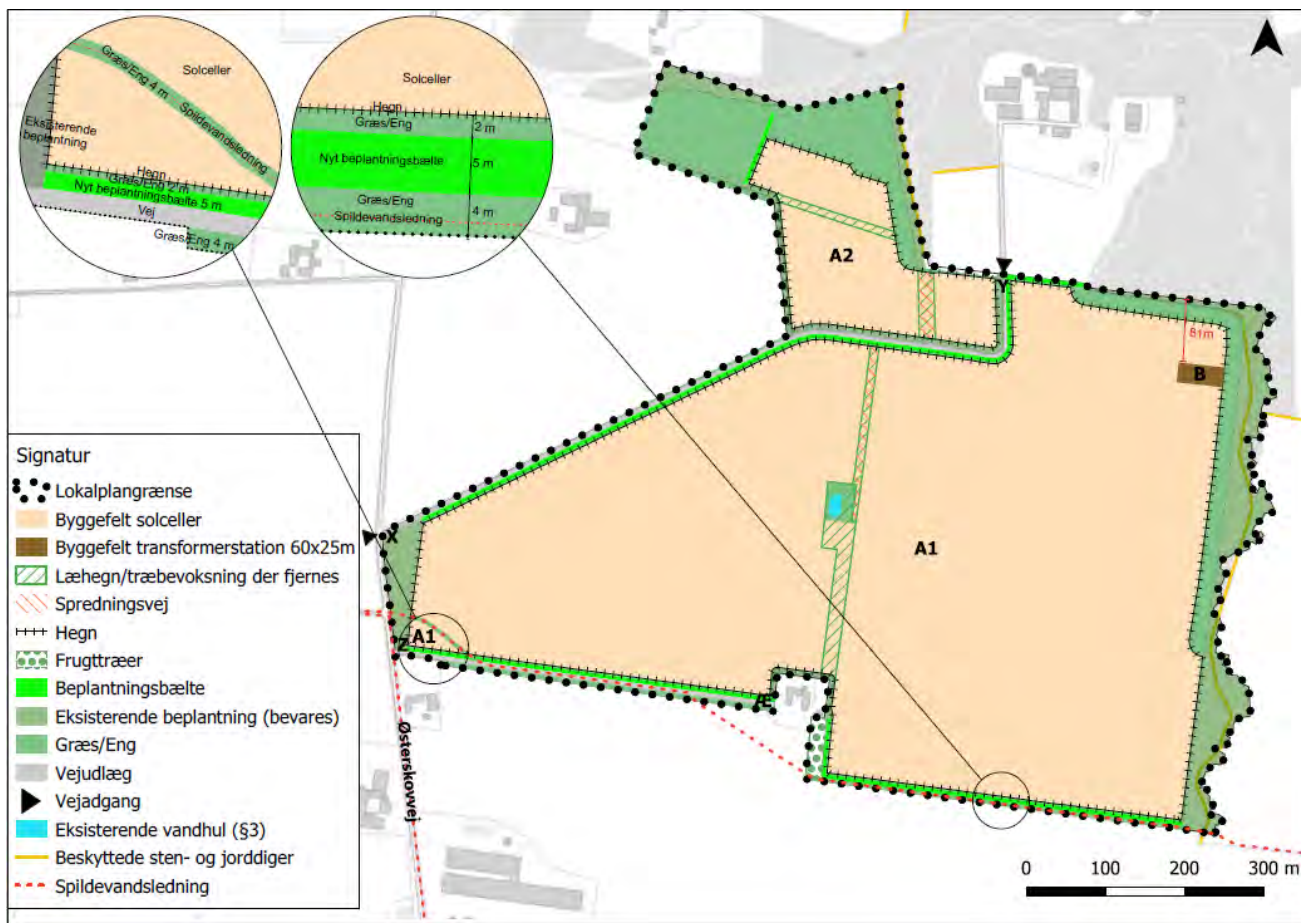 Græs/Eng 4 m
Solceller
Spildevandsledning
Eksisterende
beplantning
Hegn
Græs/Eng 2 m
Nyt beplantningsbælte 5 m
Vej
Græs/Eng 4 m
Solceller
Hegn
Græs/Eng
2 m
Nyt beplantningsbælte
5 m
Græs/Eng
4 m
Spildevandsledning
A2
Y
81m
B
X
A1
A1
Z
Æ
Østerskovvej
Signatur
Lokalplangrænse
Byggefelt solceller
Byggefelt transformerstation 60x25m
Læhegn/træbevoksning der fjernes
Spredningsvej
Hegn
Frugttræer
Beplantningsbælte
Eksisterende beplantning (bevares)
Græs/Eng
Vejudlæg
Vejadgang
Eksisterende vandhul (§3)
Beskyttede sten- og jorddiger
Spildevandsledning
0 100 200 300 m